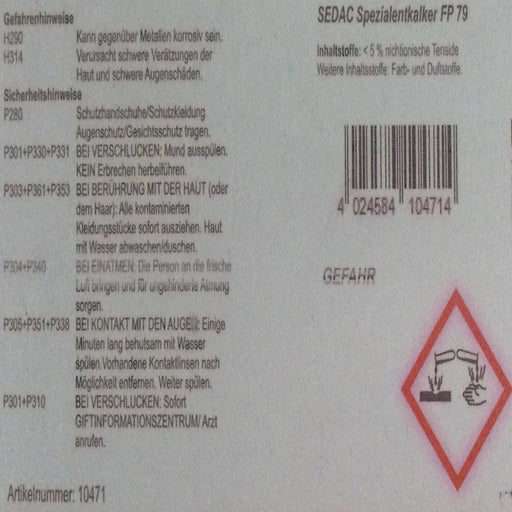 Gefahrenhinweise
H290 Kann gegenüber Metallen korrosiv sein.
H314 Verursacht schwere Verätzungen der
Haut und schwere Augenschäden.
Sicherheitshinweise
P280 Schutzhandschuhe/Schutzkleidung
Augenschutz/Gesichtsschutz tragen.
P301+P330+P331 BEI VERSCHLUCKEN: Mund ausspülen.
KEIN Erbrechen herbeiführen.
P303+P361+P353 BEI BERÜHRUNG MIT DER HAUT (oder
dem Haar): Alle kontaminierten
Kleidungsstücke sofort ausziehen. Haut
mit Wasser abwaschen/duschen.
P304+P340 BEI EINATMEN: Die Person an die frische
Luft bringen und für ungehinderte Atmung
sorgen.
P305+P351+P338 BEI KONTAKT MIT DEN AUGEN: Einige
Minuten lang behutsam mit Wasser
spülen.Vorhandene Kontaktlinsen nach
Möglichkeit entfernen. Weiter spülen.
P301+P310 BEI VERSCHLUCKEN: Sofort
GIFTINFORMATIONSZENTRUM/ Arzt
anrufen.
Artikelnummer: 10471
SEDAC Spezialentkalker FP 79
Inhaltsstoffe: < 5 % nichtionische Tenside
Weitere Inhaltsstoffe: Farb- und Duftstoffe.
4 024584 104714
GEFAHR